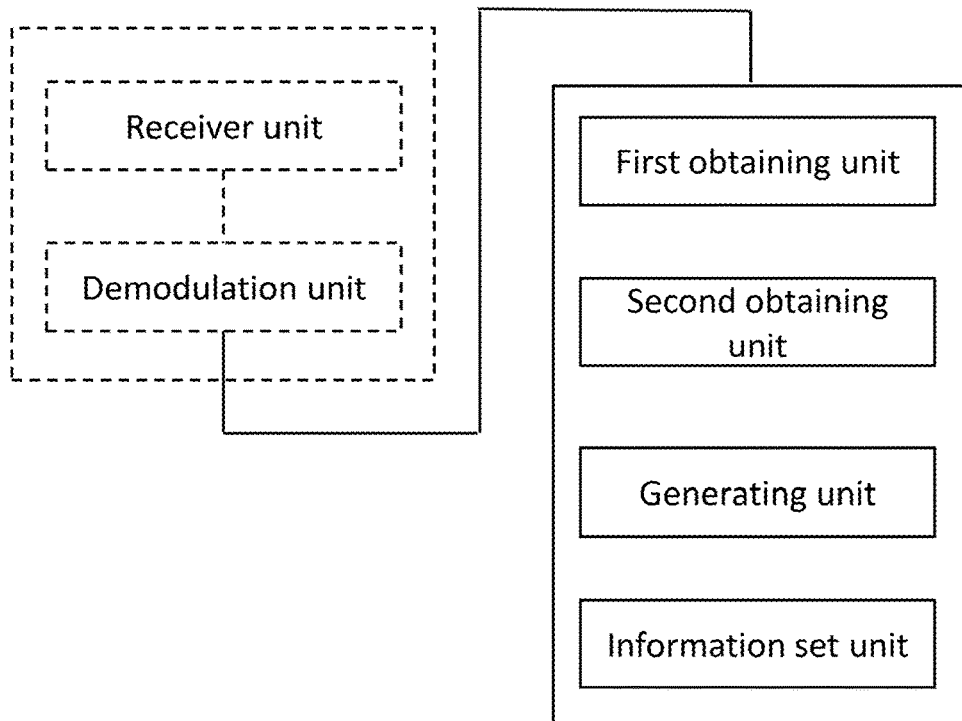 Receiver unit
Demodulation unit
First obtaining unit
Second obtaining
unit
Generating unit
Information set unit